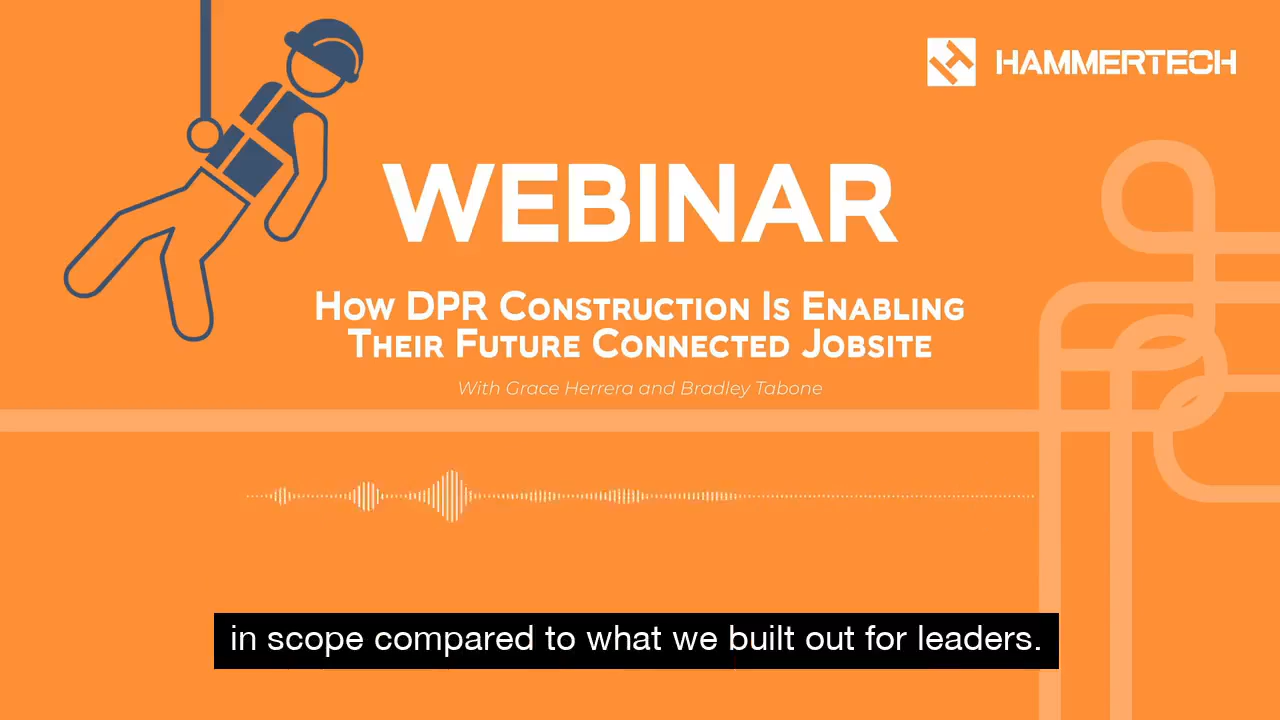 HAMMERTECH
WEBINAR
How DPR Construction Is Enabling
Their Future Connected Jobsite
With Grace Herrera and Bradley Tabone
in scope compared to what we built out for leaders.